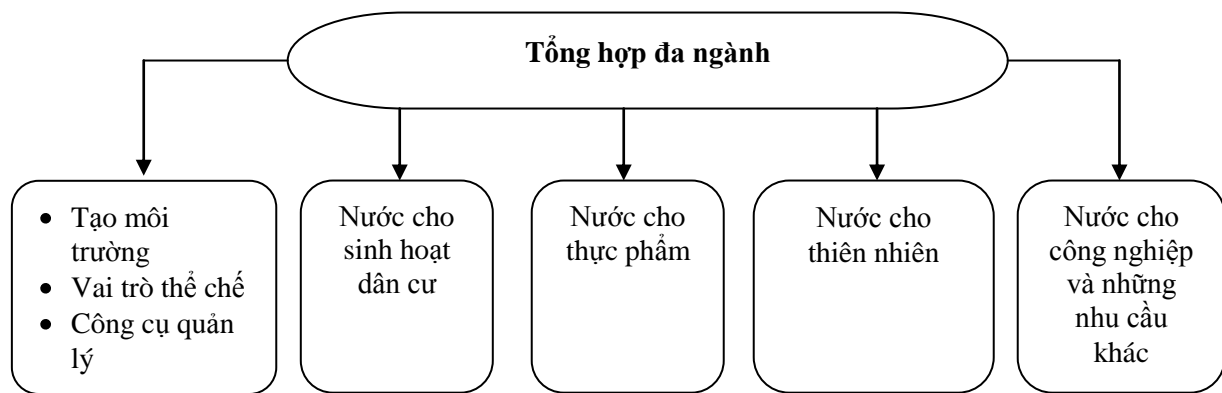 Tổng hợp đa ngành
• Tạo môi
trường
• Vai trò thể chế
• Công cụ quản
lý
Nước cho
sinh hoạt
dân cư
Nước cho
thực phẩm
Nước cho
thiên nhiên
Nước cho
công nghiệp
và những
nhu cầu
khác